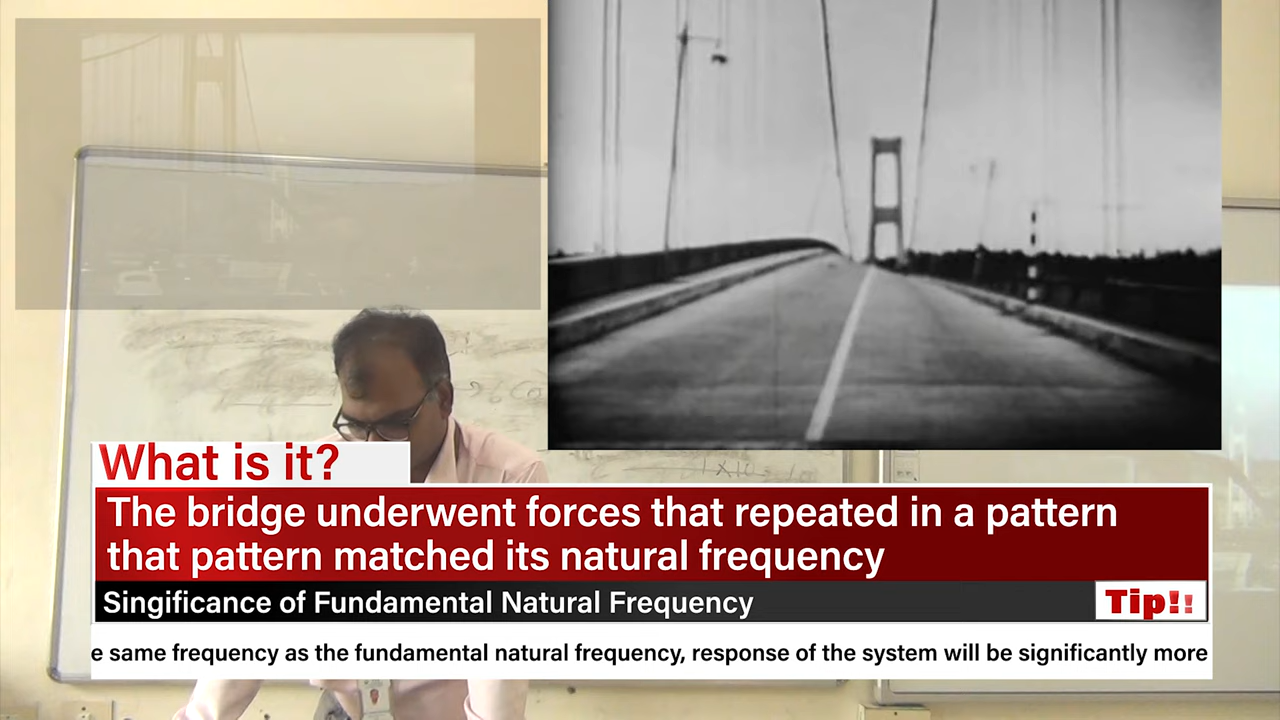 What is it?
The bridge underwent forces that repeated in a pattern
that pattern matched its natural frequency
Singificance of Fundamental Natural Frequency
Tip!!
e same frequency as the fundamental natural frequency, response of the system will be significantly more